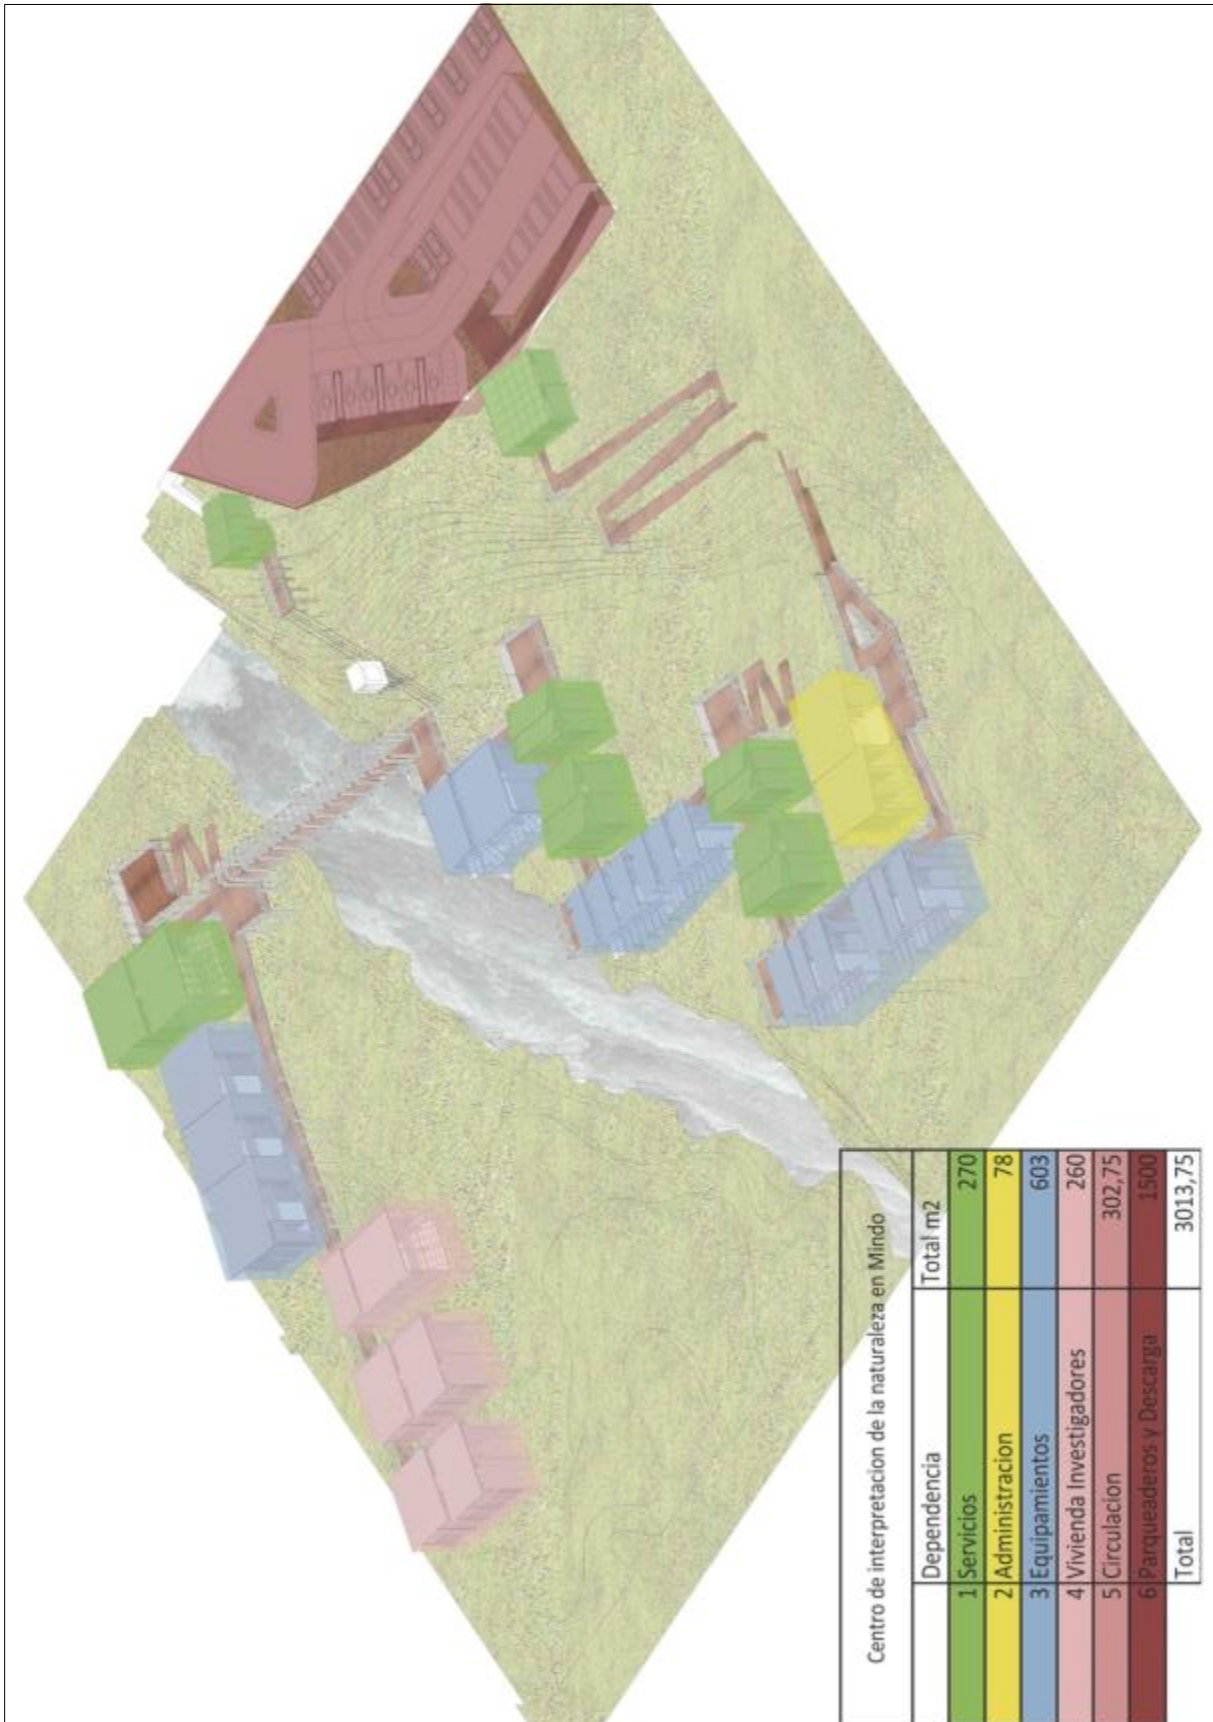 Centro de interpretacion de la naturaleza en Mindo
Dependencia Total m2
1 Servicios 270
2 Administracion 78
3 Equipamientos 603
4 Vivienda Investigadores 260
5 Circulacion 302,75
6 Parqueaderos y Descarga 1500
Total 3013,75